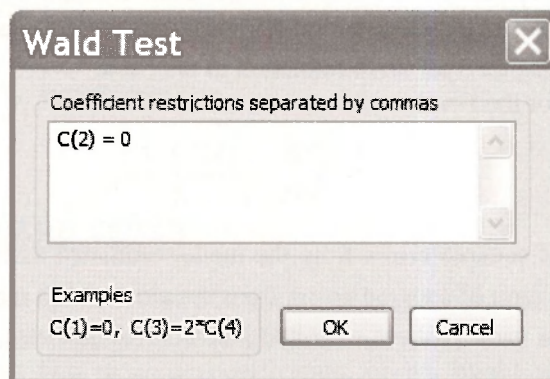 Wald Test
Coefficient restrictions separated by commas
C(2) = 0
Examples
C(1)=0, C(3)=2*C(4)
OK
Cancel